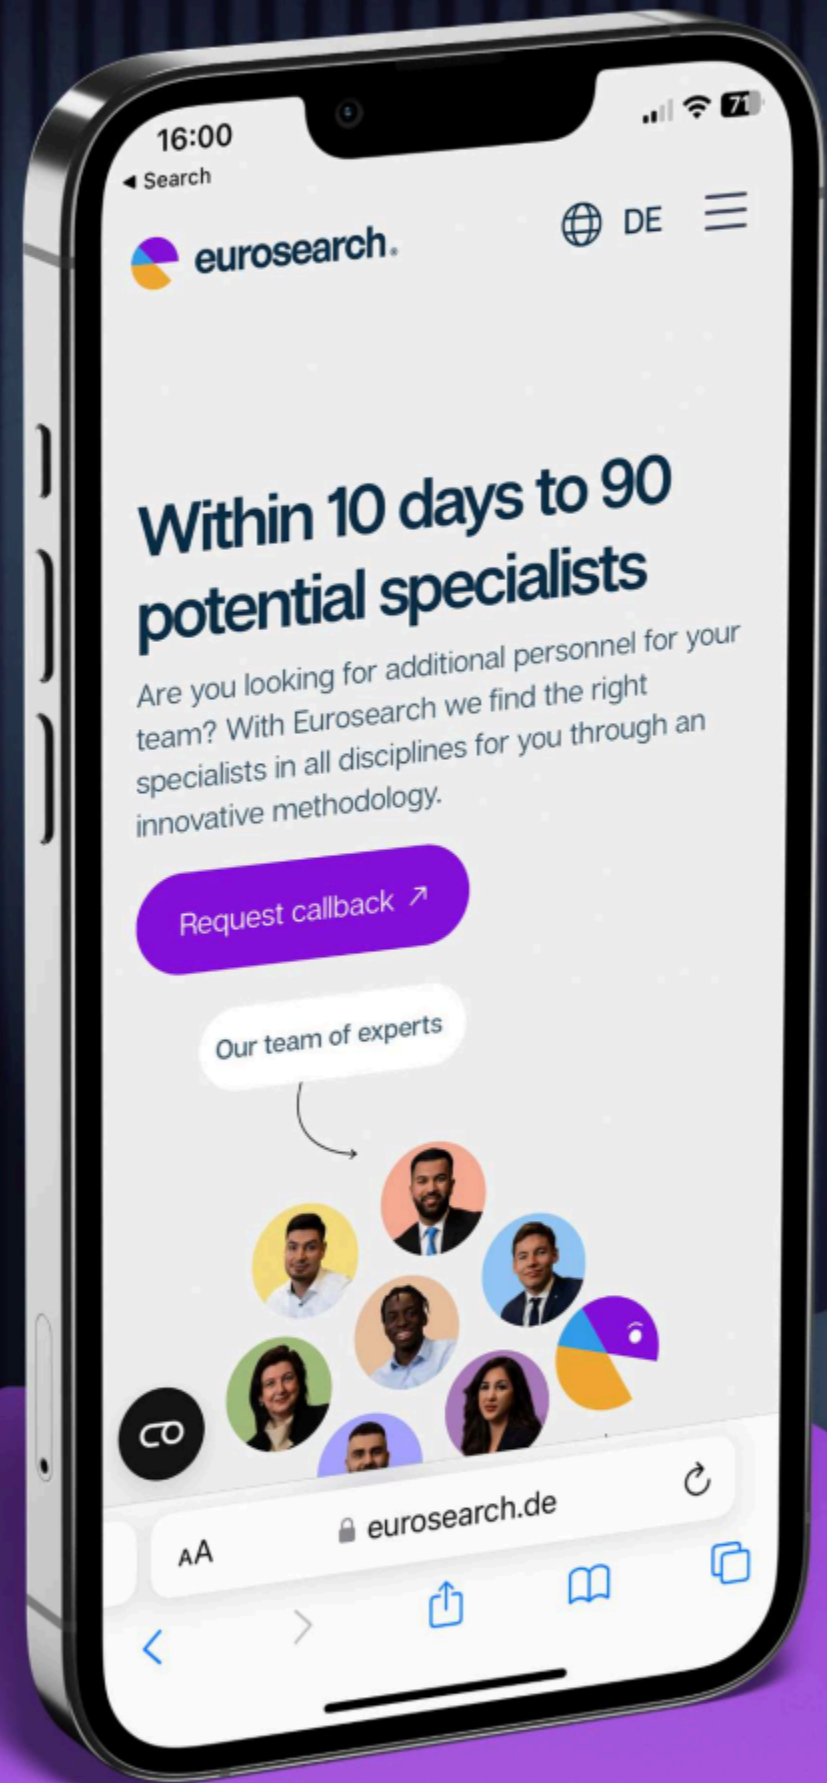 16:00
71
◀ Search
eurosearch.
DE
Within 10 days to 90
potential specialists
Are you looking for additional personnel for your
team? With Eurosearch we find the right
specialists in all disciplines for you through an
innovative methodology.
Request callback ↗
Our team of experts
AA
eurosearch.de